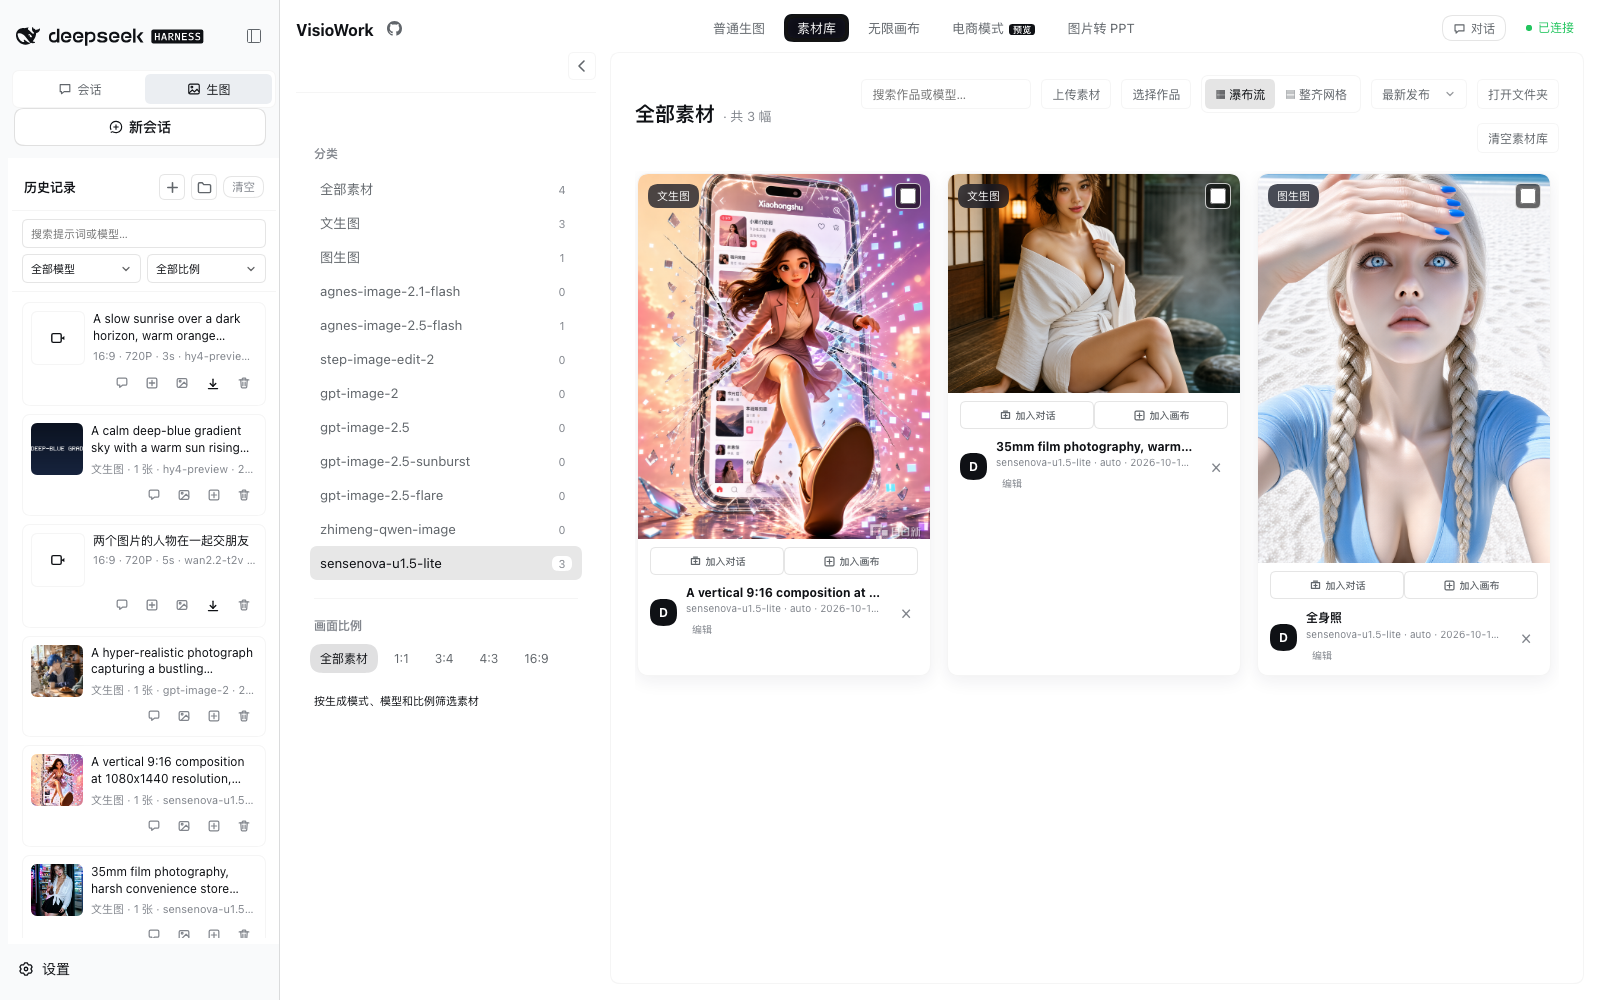 deepseek HARNESS
会话
生图
新会话
历史记录
清空
搜索提示词或模型...
全部模型
全部比例
A slow sunrise over a dark
horizon, warm orange...
16:9 · 720P · 3s · hy4-previe...
DEEP-BLUE GRAD
A calm deep-blue gradient
sky with a warm sun rising...
文生图 · 1 张 · hy4-preview · 2...
两个图片的人物在一起交朋友
16:9 · 720P · 5s · wan2.2-t2v ...
A hyper-realistic photograph
capturing a bustling...
文生图 · 1 张 · gpt-image-2 · 2...
A vertical 9:16 composition
at 1080x1440 resolution,...
文生图 · 1 张 · sensenova-u1.5...
35mm film photography,
harsh convenience store...
文生图 · 1 张 · sensenova-u1.5...
设置
VisioWork
普通生图
素材库
无限画布
电商模式 预览
图片转 PPT
对话
已连接
分类
全部素材 4
文生图 3
图生图 1
agnes-image-2.1-flash 0
agnes-image-2.5-flash 1
step-image-edit-2 0
gpt-image-2 0
gpt-image-2.5 0
gpt-image-2.5-sunburst 0
gpt-image-2.5-flare 0
zhimeng-qwen-image 0
sensenova-u1.5-lite 3
画面比例
全部素材 1:1 3:4 4:3 16:9
按生成模式、模型和比例筛选素材
全部素材 · 共 3 幅
搜索作品或模型...
上传素材
选择作品
瀑布流
整齐网格
最新发布
打开文件夹
清空素材库
文生图
Xiaohongshu
加入对话
加入画布
D
A vertical 9:16 composition at ...
sensenova-u1.5-lite · auto · 2026-10-1...
编辑
文生图
加入对话
加入画布
D
35mm film photography, warm...
sensenova-u1.5-lite · auto · 2026-10-1...
编辑
图生图
加入对话
加入画布
D
全身照
sensenova-u1.5-lite · auto · 2026-10-1...
编辑